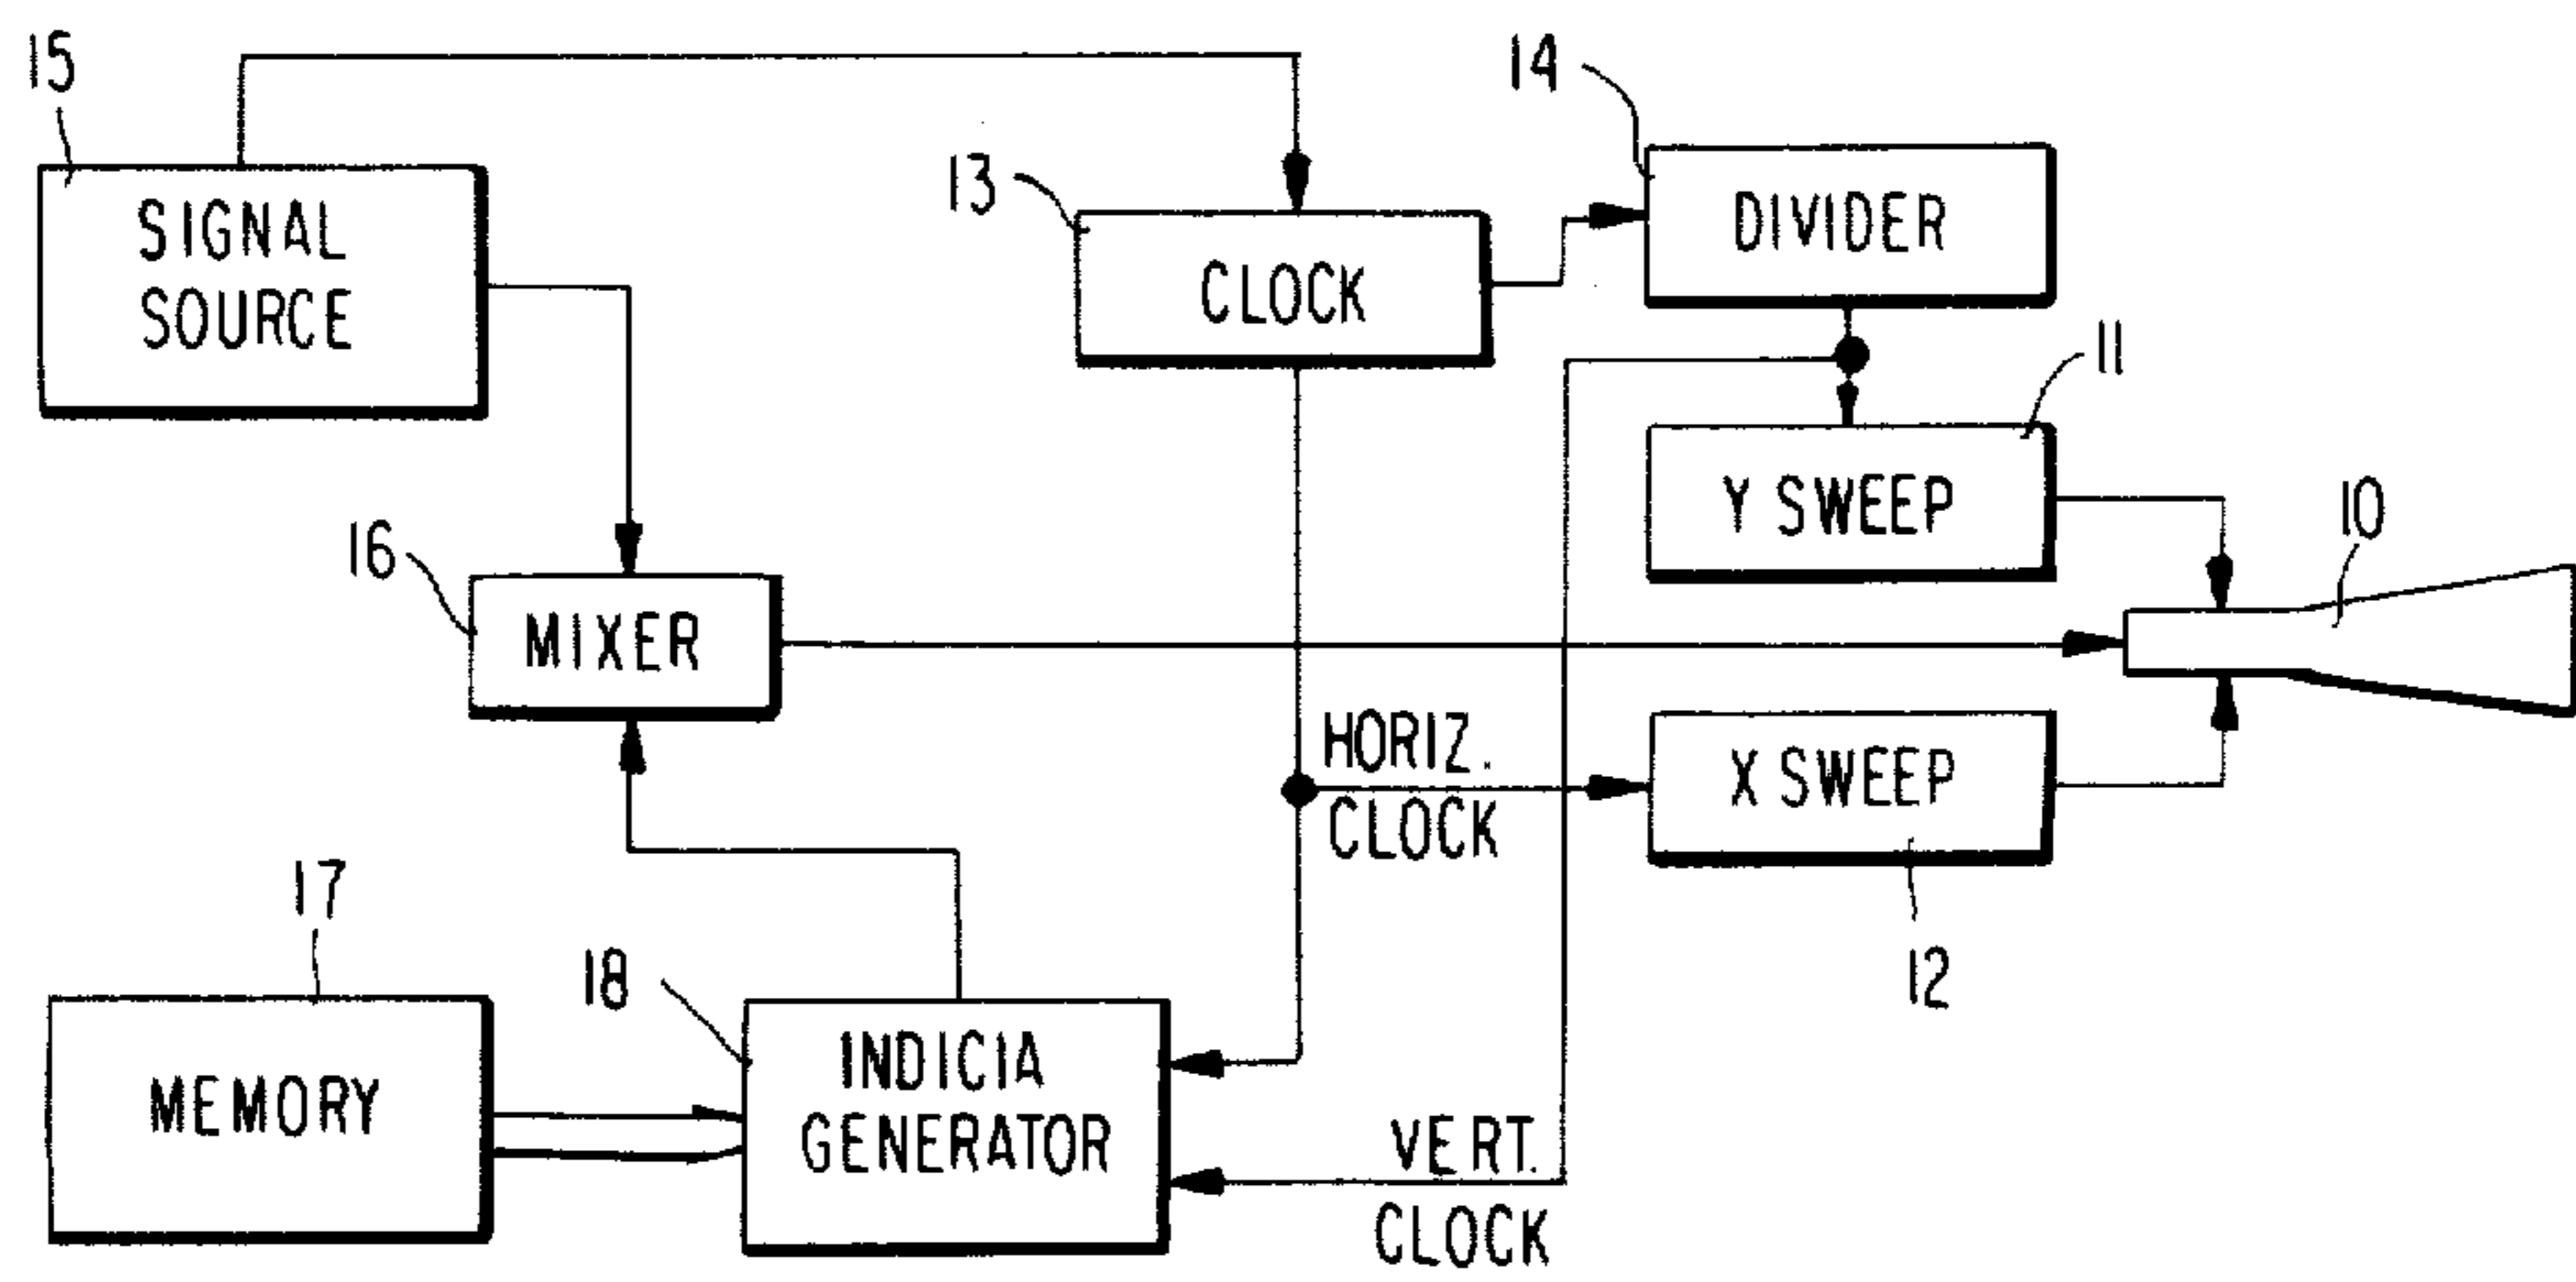 15
SIGNAL
SOURCE
13
CLOCK
14
DIVIDER
11
Y SWEEP
10
16
MIXER
HORIZ.
CLOCK
X SWEEP
12
17
MEMORY
18
INDICIA
GENERATOR
VERT.
CLOCK